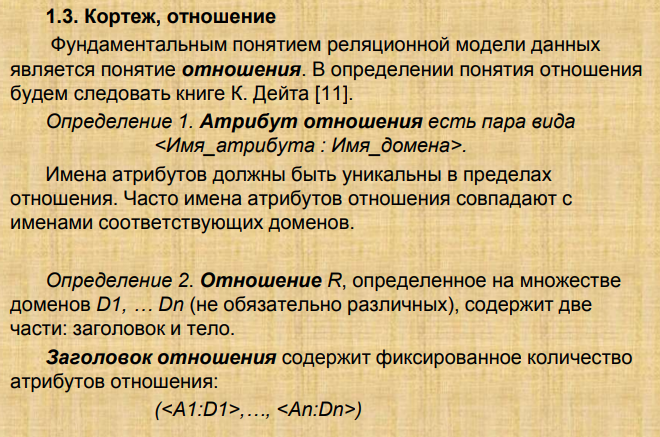 1.3. Кортеж, отношение
Фундаментальным понятием реляционной модели данных
является понятие отношения. В определении понятия отношения
будем следовать книге К. Дейта [11].
Определение 1. Атрибут отношения есть пара вида
<Имя_атрибута : Имя_домена>.
Имена атрибутов должны быть уникальны в пределах
отношения. Часто имена атрибутов отношения совпадают с
именами соответствующих доменов.
Определение 2. Отношение R, определенное на множестве
доменов D1, … Dn (не обязательно различных), содержит две
части: заголовок и тело.
Заголовок отношения содержит фиксированное количество
атрибутов отношения:
(<A1:D1>,…, <An:Dn>)